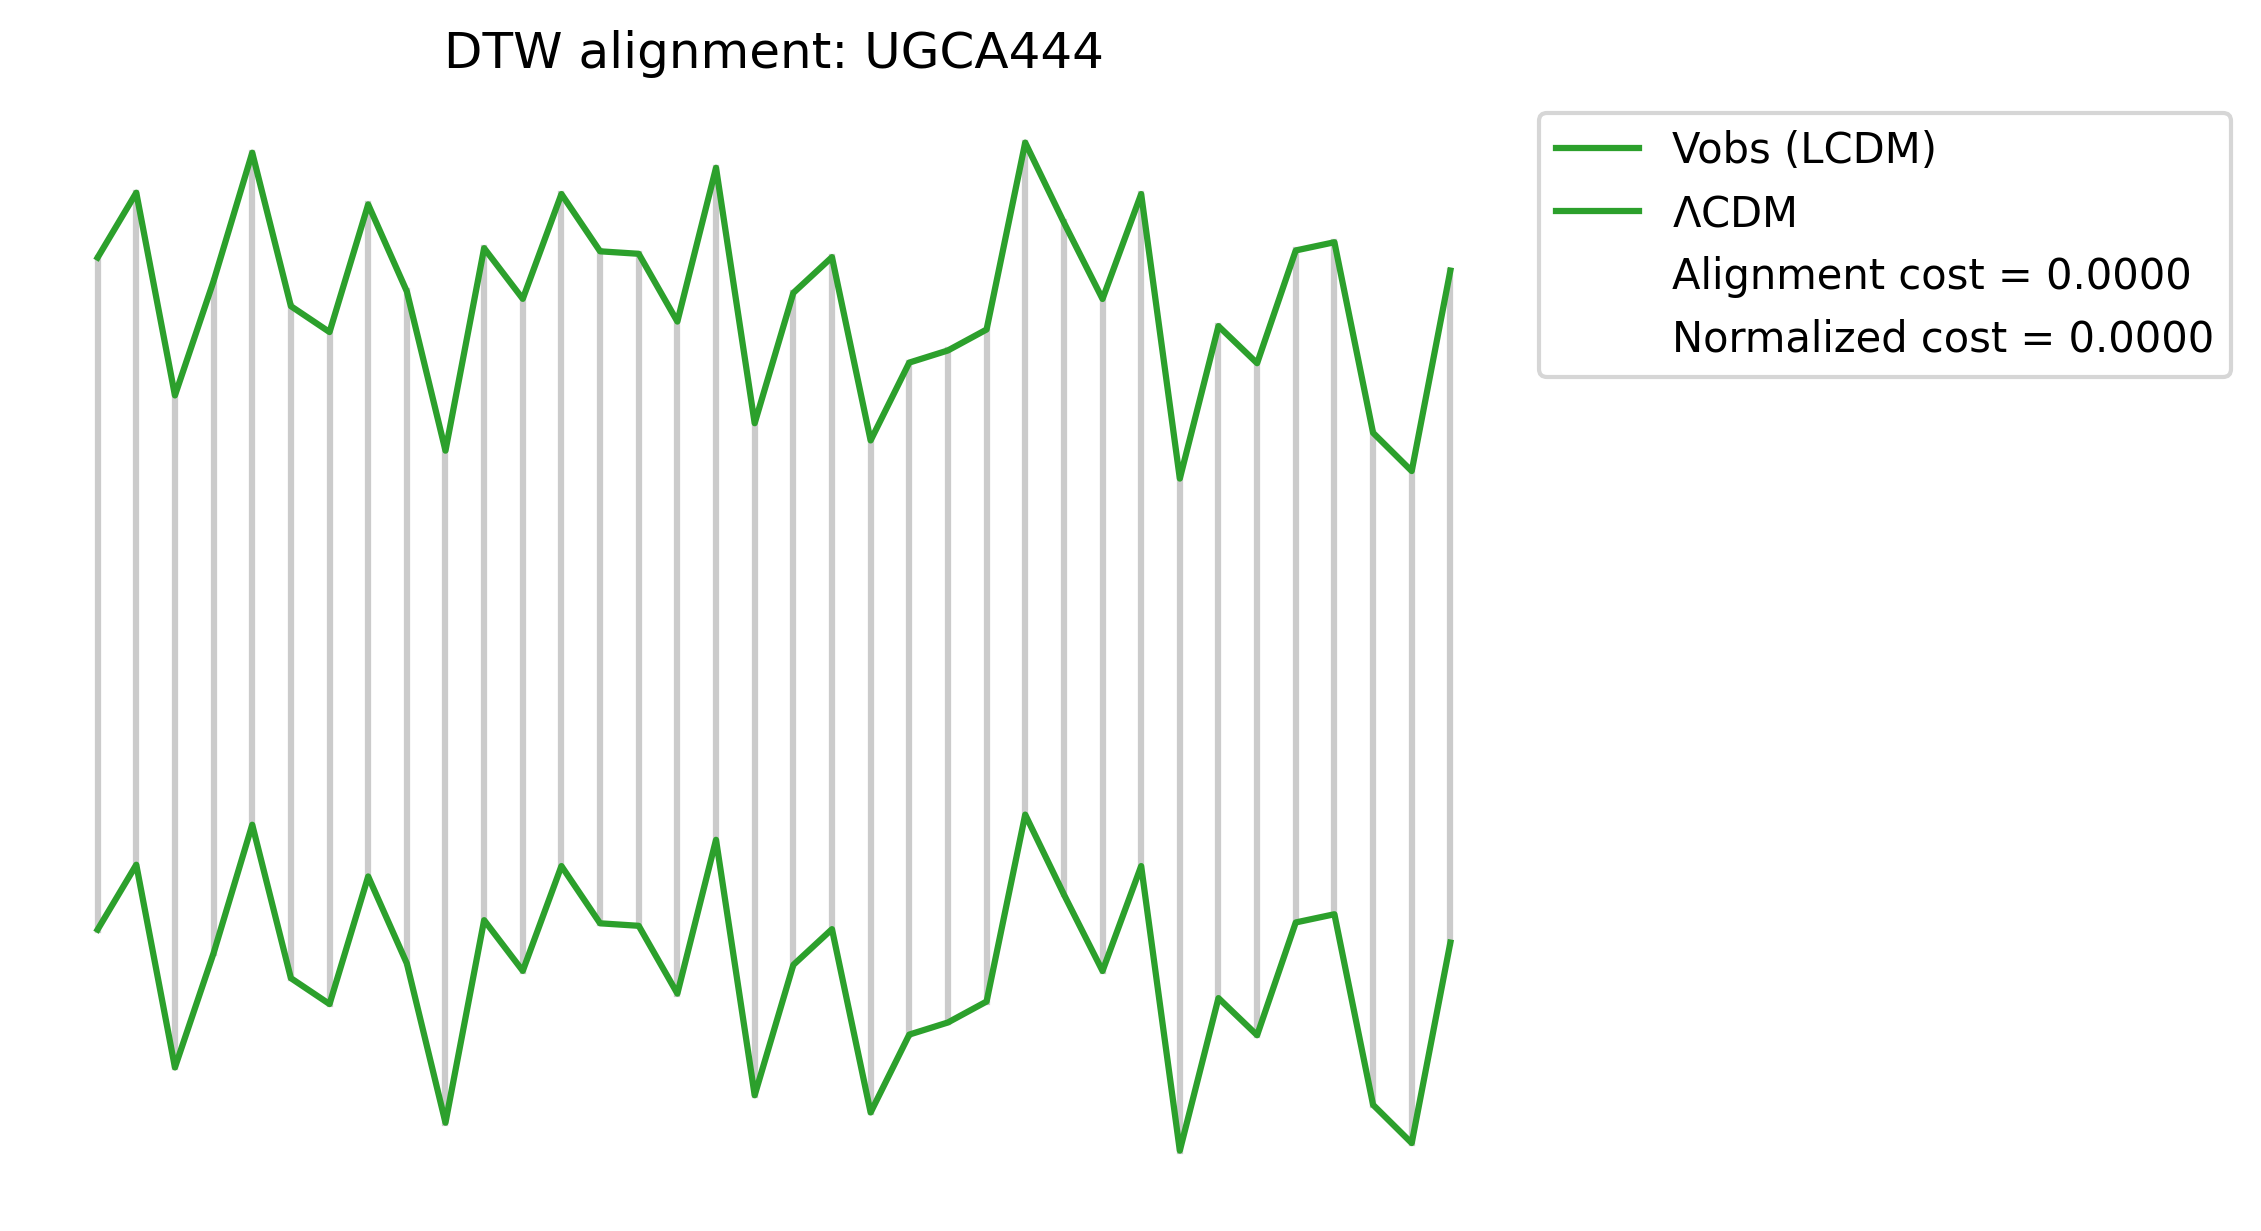 DTW alignment: UGCA444
Vobs (LCDM)
ΛCDM
Alignment cost = 0.0000
Normalized cost = 0.0000